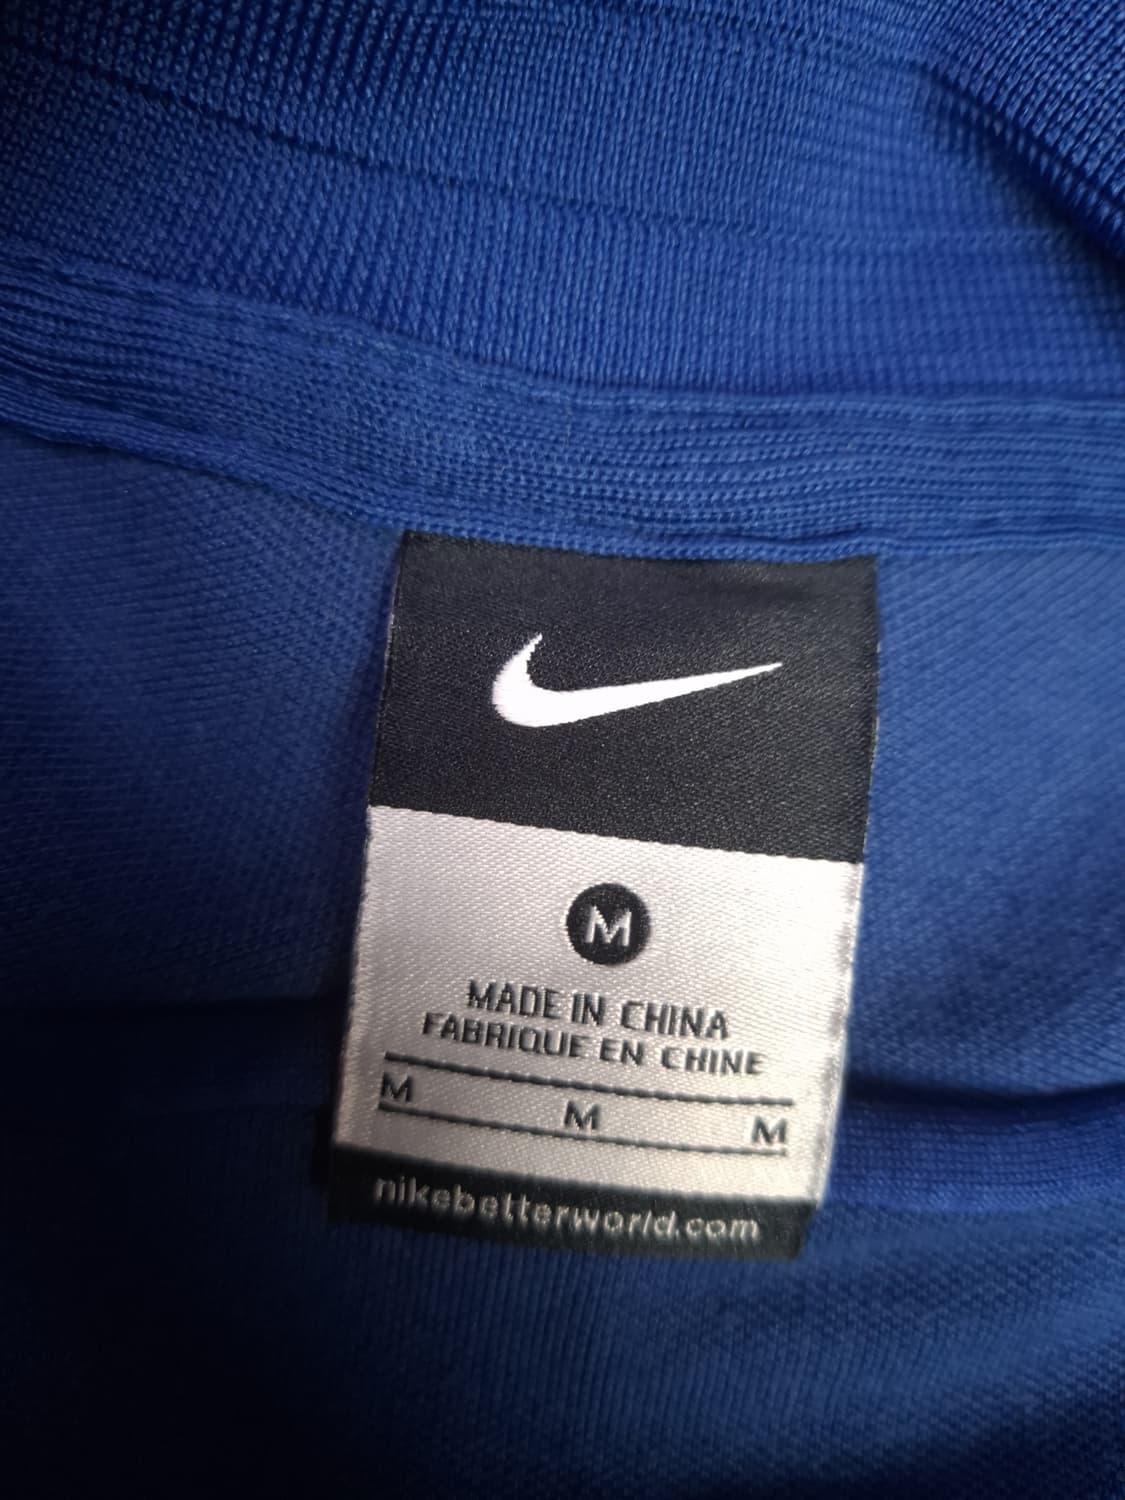 M
MADE IN CHINA
FABRIQUE EN CHINE
M M M
nikebetterworld.com